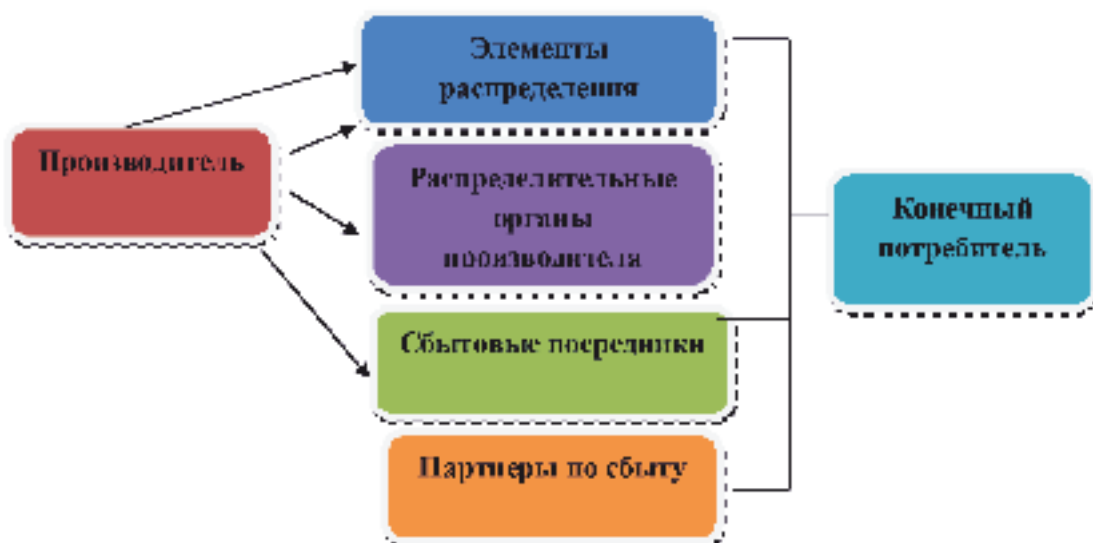 Производитель
Элементы
распределения
Распределительные
органы
производителя
Сбытовые посредники
Партнеры по сбыту
Конечный
потребитель